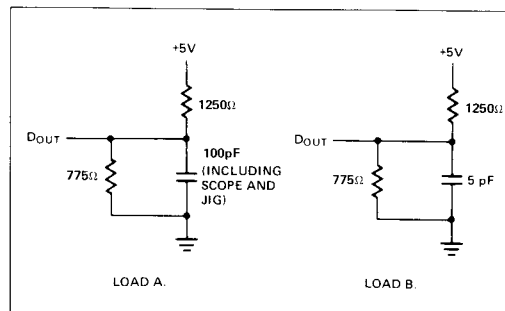 +5V
1250Ω
DOUT
775Ω
100pF
(INCLUDING
SCOPE AND
JIG)
LOAD A.
+5V
1250Ω
DOUT
775Ω
5 pF
LOAD B.